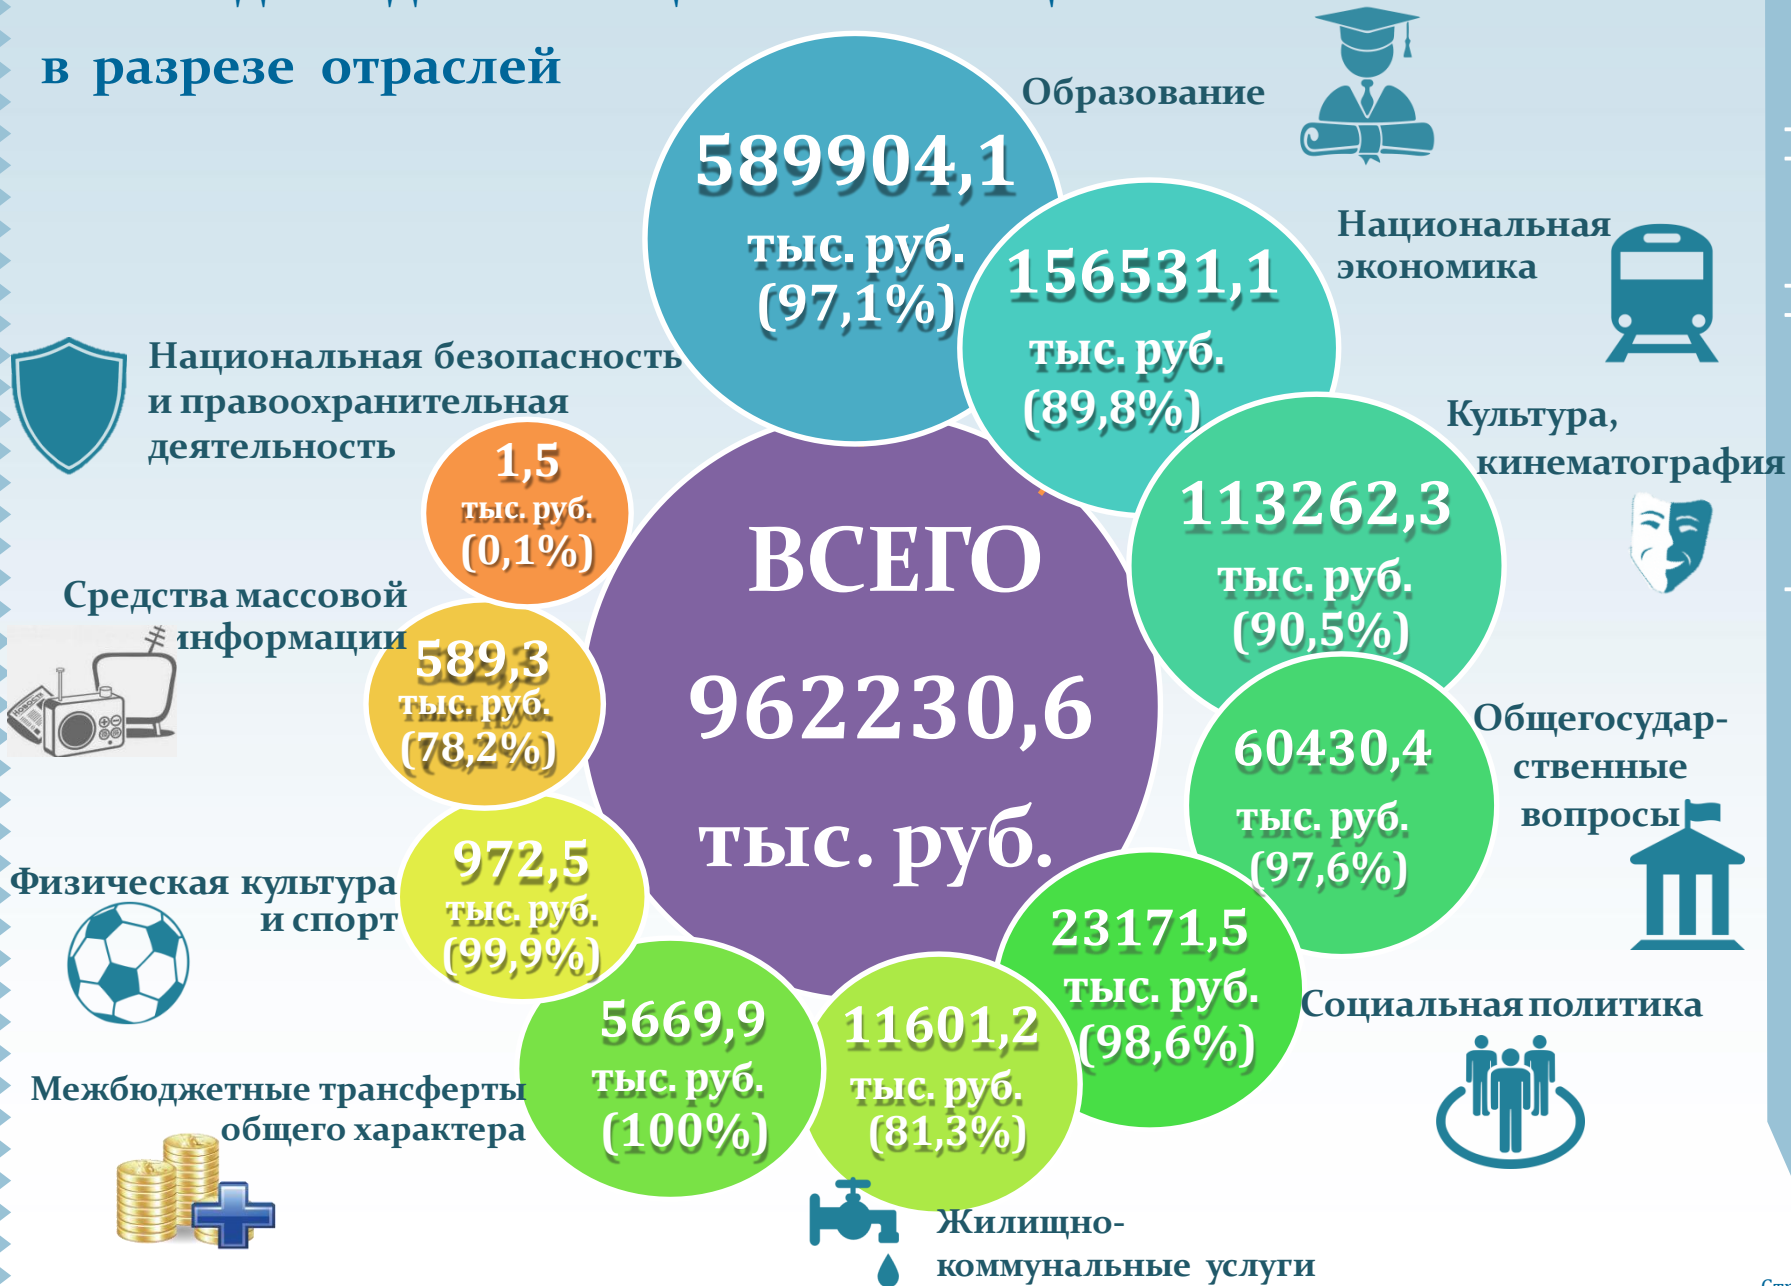 в разрезе отраслей
Образование
589904,1
тыс. руб.
(97,1%)
Национальная
экономика
156531,1
тыс. руб.
(89,8%)
Культура,
кинематография
113262,3
тыс. руб.
(90,5%)
Общегосудар-
ственные
вопросы
60430,4
тыс. руб.
(97,6%)
Социальная политика
23171,5
тыс. руб.
(98,6%)
Жилищно-
коммунальные услуги
11601,2
тыс. руб.
(81,3%)
Межбюджетные трансферты
общего характера
5669,9
тыс. руб.
(100%)
Физическая культура
и спорт
972,5
тыс. руб.
(99,9%)
Средства массовой
информации
589,3
тыс. руб.
(78,2%)
Национальная безопасность
и правоохранительная
деятельность
1,5
тыс. руб.
(0,1%)
ВСЕГО
962230,6
тыс. руб.